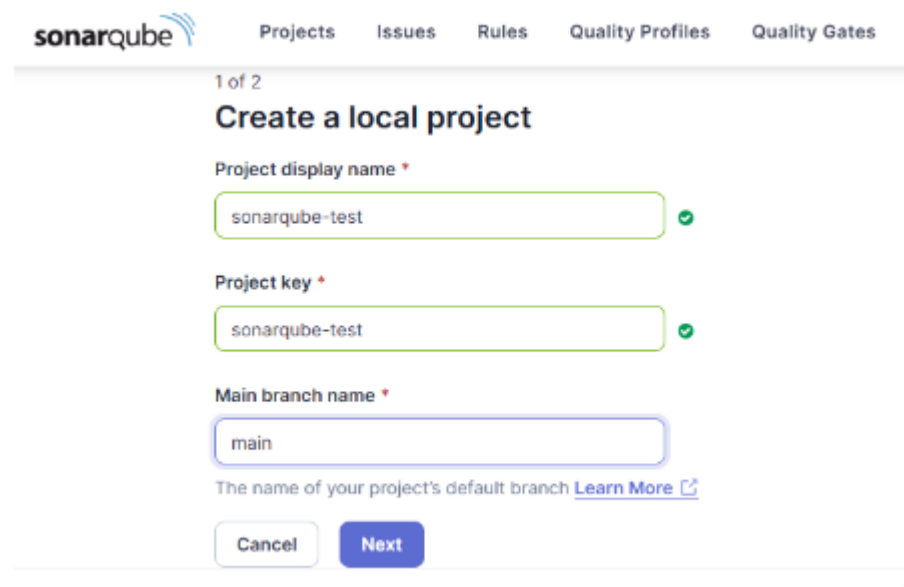 sonarqube Projects Issues Rules Quality Profiles Quality Gates
1 of 2
Create a local project
Project display name *
sonarqube-test
Project key *
sonarqube-test
Main branch name *
main
The name of your project's default branch Learn More
Cancel Next